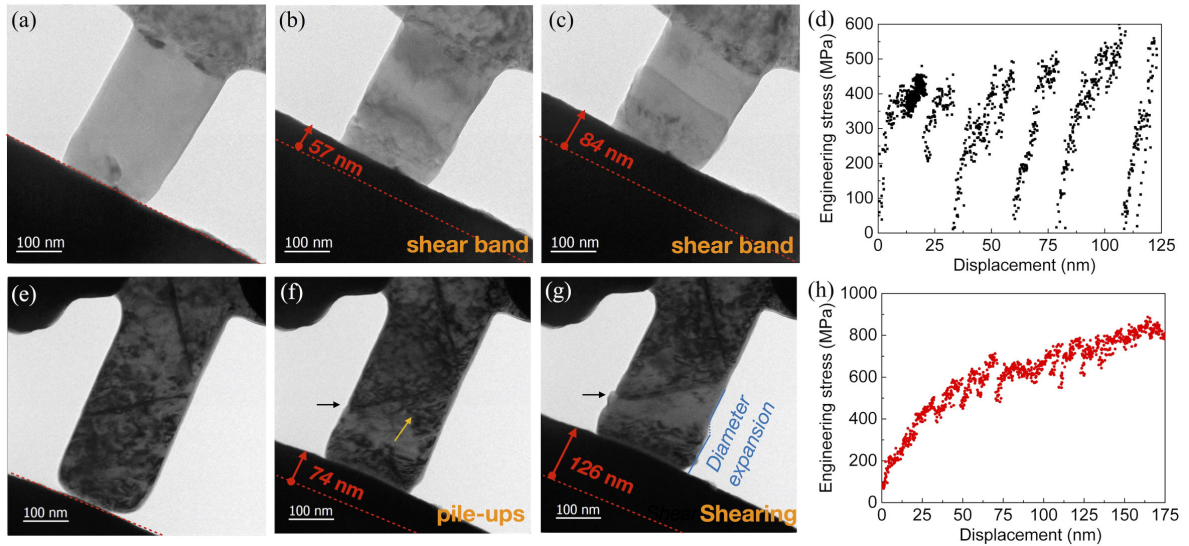 (a)
100 nm
(b)
57 nm
100 nm
shear band
(c)
84 nm
100 nm
shear band
(d)
Engineering stress (MPa)
600
500
400
300
200
100
0
0 25 50 75 100 125
Displacement (nm)
(e)
100 nm
(f)
74 nm
100 nm
pile-ups
(g)
Diameter
expansion
126 nm
100 nm
Shearing
(h)
Engineering stress (MPa)
1000
800
600
400
200
0
0 25 50 75 100 125 150 175
Displacement (nm)